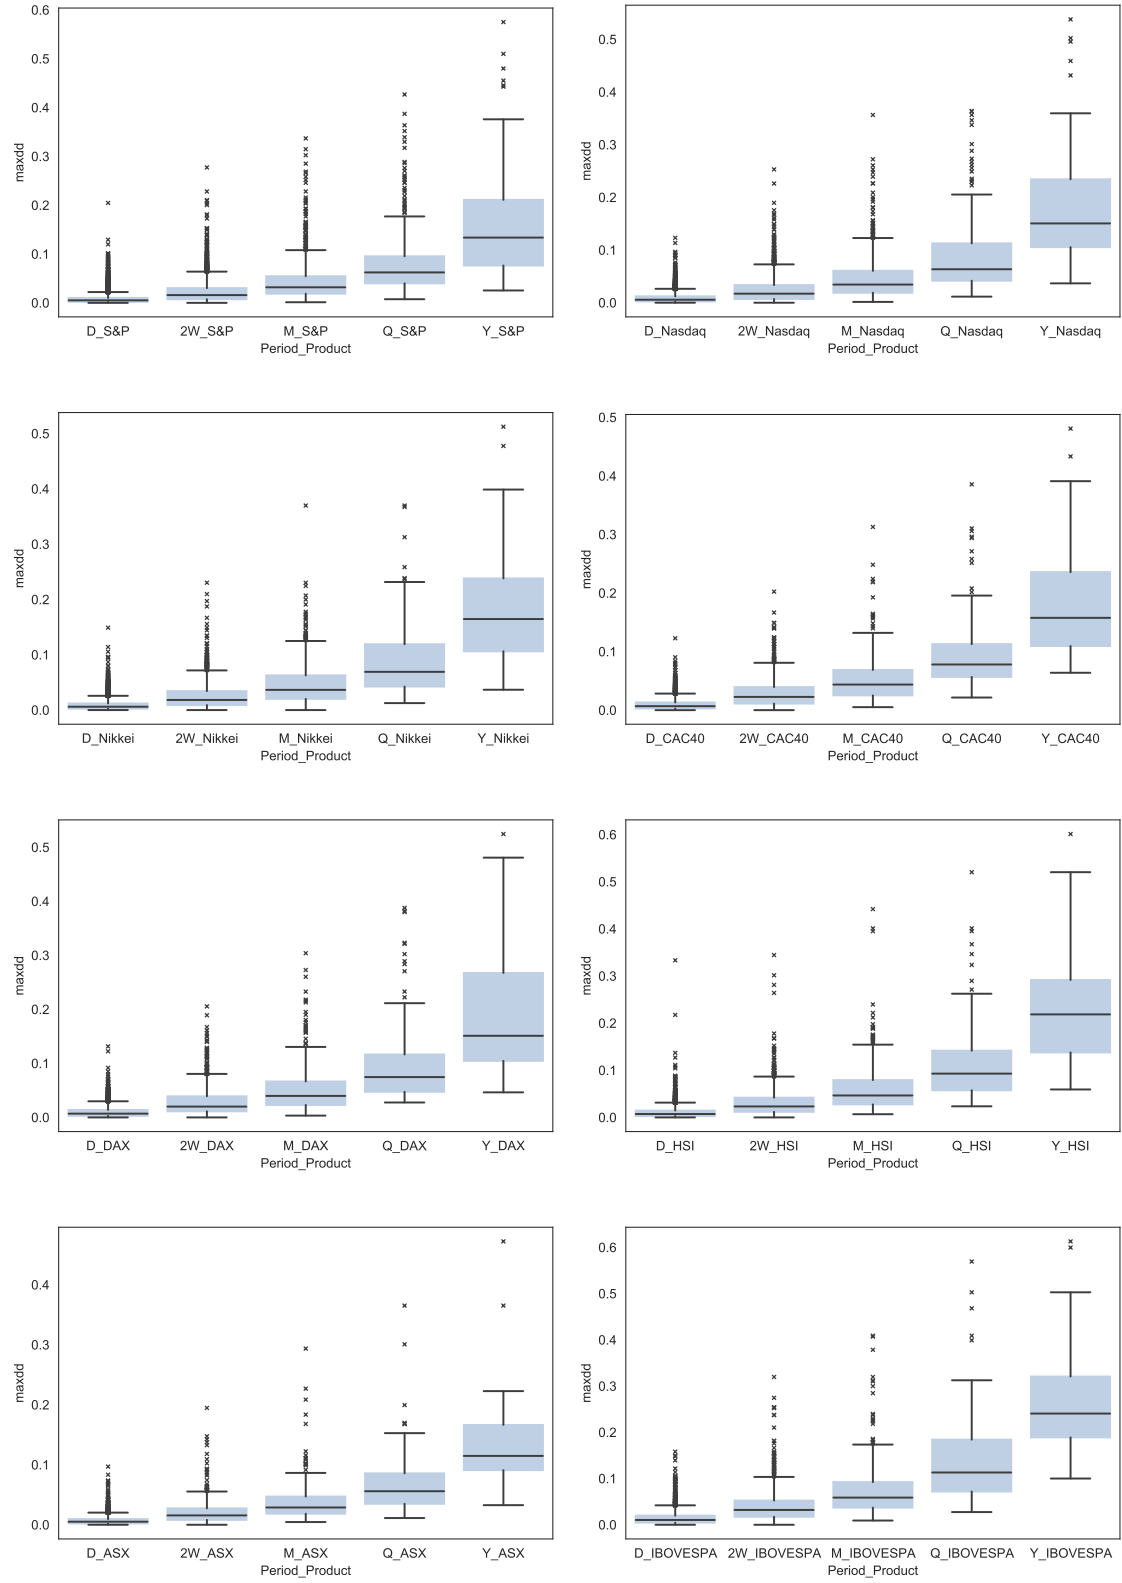 0.6
0.5
0.4
0.3
0.2
0.1
0.0
maxdd
D_S&P 2W_S&P M_S&P Q_S&P Y_S&P
Period_Product
0.5
0.4
0.3
0.2
0.1
0.0
maxdd
D_Nasdaq 2W_Nasdaq M_Nasdaq Q_Nasdaq Y_Nasdaq
Period_Product
0.5
0.4
0.3
0.2
0.1
0.0
maxdd
D_Nikkei 2W_Nikkei M_Nikkei Q_Nikkei Y_Nikkei
Period_Product
0.5
0.4
0.3
0.2
0.1
0.0
maxdd
D_CAC40 2W_CAC40 M_CAC40 Q_CAC40 Y_CAC40
Period_Product
0.5
0.4
0.3
0.2
0.1
0.0
maxdd
D_DAX 2W_DAX M_DAX Q_DAX Y_DAX
Period_Product
0.6
0.5
0.4
0.3
0.2
0.1
0.0
maxdd
D_HSI 2W_HSI M_HSI Q_HSI Y_HSI
Period_Product
0.4
0.3
0.2
0.1
0.0
maxdd
D_ASX 2W_ASX M_ASX Q_ASX Y_ASX
Period_Product
0.6
0.5
0.4
0.3
0.2
0.1
0.0
maxdd
D_IBOVESPA 2W_IBOVESPA M_IBOVESPA Q_IBOVESPA Y_IBOVESPA
Period_Product